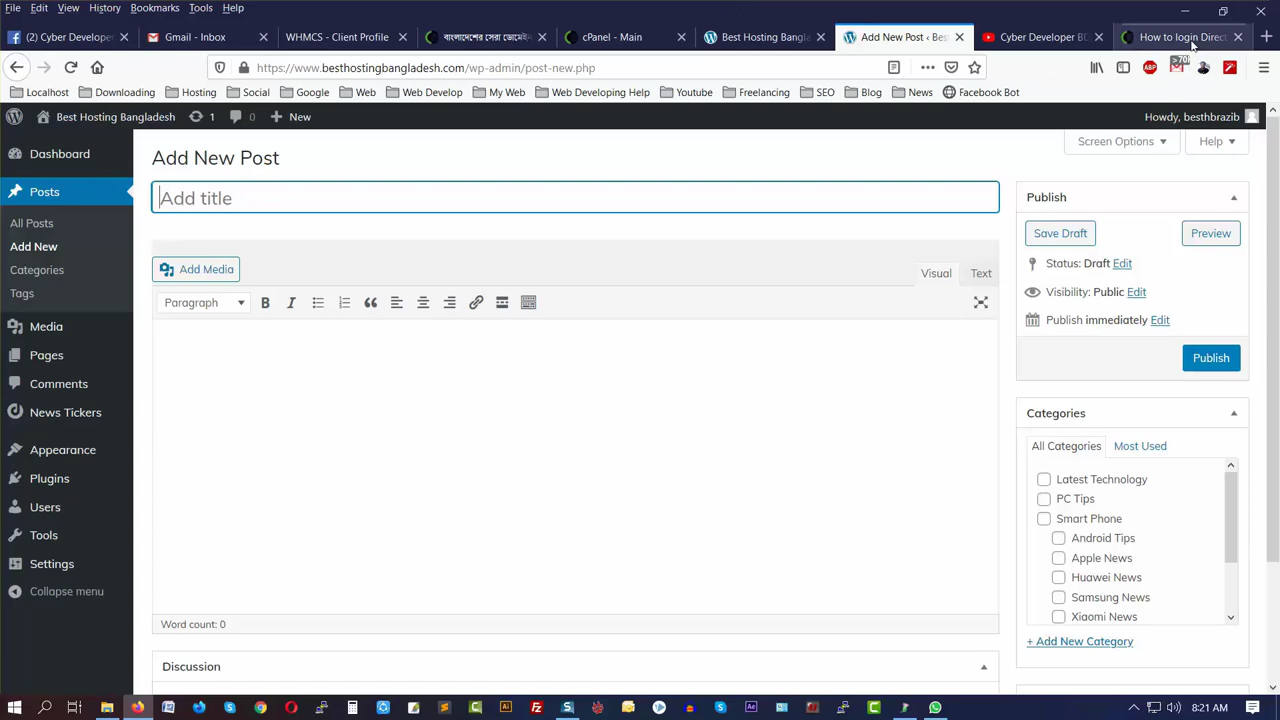 File Edit View History Bookmarks Tools Help
(2) Cyber Develope
Gmail - Inbox
WHMCS - Client Profile
বাংলাদেশের সেরা ডোমেই
cPanel - Main
Best Hosting Bangla
Add New Post ‹ Bes
Cyber Developer BD
How to login Direct
https://www.besthostingbangladesh.com/wp-admin/post-new.php
>70
ABP
Localhost Downloading Hosting Social Google Web Web Develop My Web Web Developing Help Youtube Freelancing SEO Blog News Facebook Bot
Best Hosting Bangladesh 1 0 New Howdy, besthbrazib
Screen Options Help
Dashboard
Posts
All Posts
Add New
Categories
Tags
Media
Pages
Comments
News Tickers
Appearance
Plugins
Users
Tools
Settings
Collapse menu
Add New Post
Add title
Add Media
Visual Text
Paragraph
Word count: 0
Discussion
Publish
Save Draft Preview
Status: Draft Edit
Visibility: Public Edit
Publish immediately Edit
Publish
Categories
All Categories Most Used
Latest Technology
PC Tips
Smart Phone
Android Tips
Apple News
Huawei News
Samsung News
Xiaomi News
+ Add New Category
8:21 AM